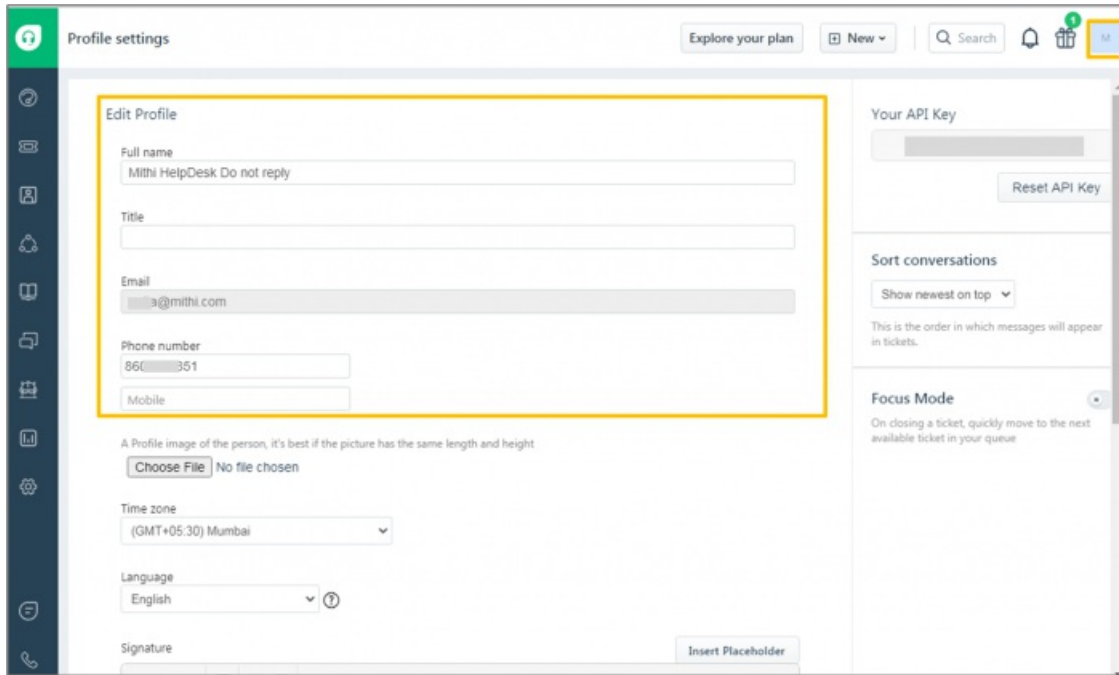 Profile settings
Explore your plan
New
Search
1
M
Edit Profile
Full name
Mithi HelpDesk Do not reply
Title
Email
a@mithi.com
Phone number
860 351
Mobile
A Profile image of the person, it's best if the picture has the same length and height
Choose File No file chosen
Time zone
(GMT+05:30) Mumbai
Language
English
Signature
Insert Placeholder
Your API Key
Reset API Key
Sort conversations
Show newest on top
This is the order in which messages will appear
in tickets.
Focus Mode
On closing a ticket, quickly move to the next
available ticket in your queue